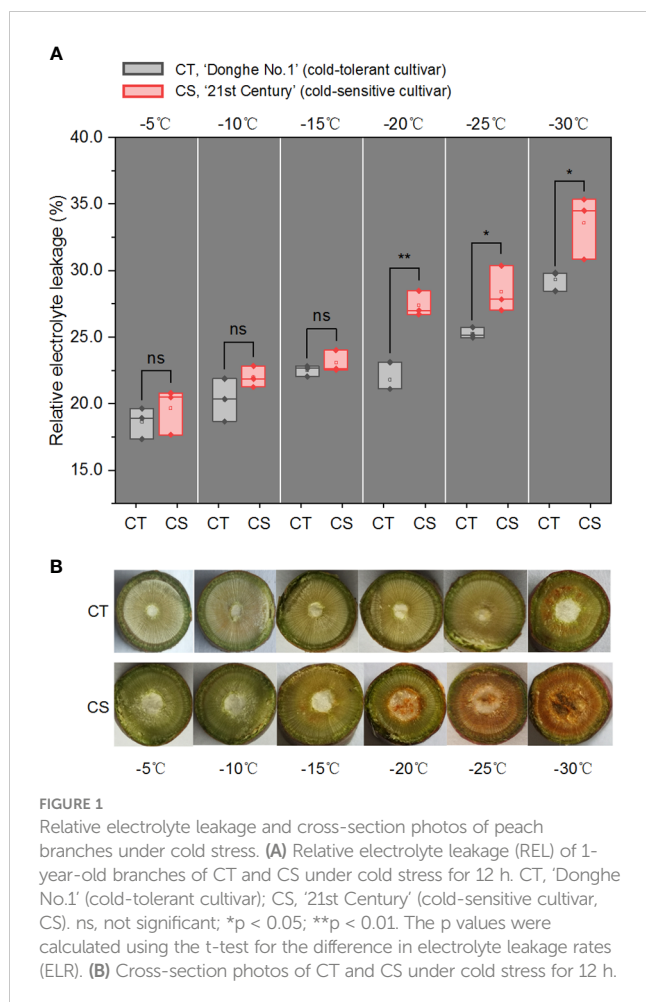 A
CT, 'Donghe No.1' (cold-tolerant cultivar)
CS, '21st Century' (cold-sensitive cultivar)
-5℃ -10℃ -15℃ -20℃ -25℃ -30℃
40.0
35.0
30.0
25.0
20.0
15.0
Relative electrolyte leakage (%)
ns ns ns ** * *
CT CS CT CS CT CS CT CS CT CS CT CS
B
CT
CS
-5℃ -10℃ -15℃ -20℃ -25℃ -30℃
FIGURE 1
Relative electrolyte leakage and cross-section photos of peach
branches under cold stress. (A) Relative electrolyte leakage (REL) of 1-
year-old branches of CT and CS under cold stress for 12 h. CT, 'Donghe
No.1' (cold-tolerant cultivar); CS, '21st Century' (cold-sensitive cultivar,
CS). ns, not significant; *p < 0.05; **p < 0.01. The p values were
calculated using the t-test for the difference in electrolyte leakage rates
(ELR). (B) Cross-section photos of CT and CS under cold stress for 12 h.